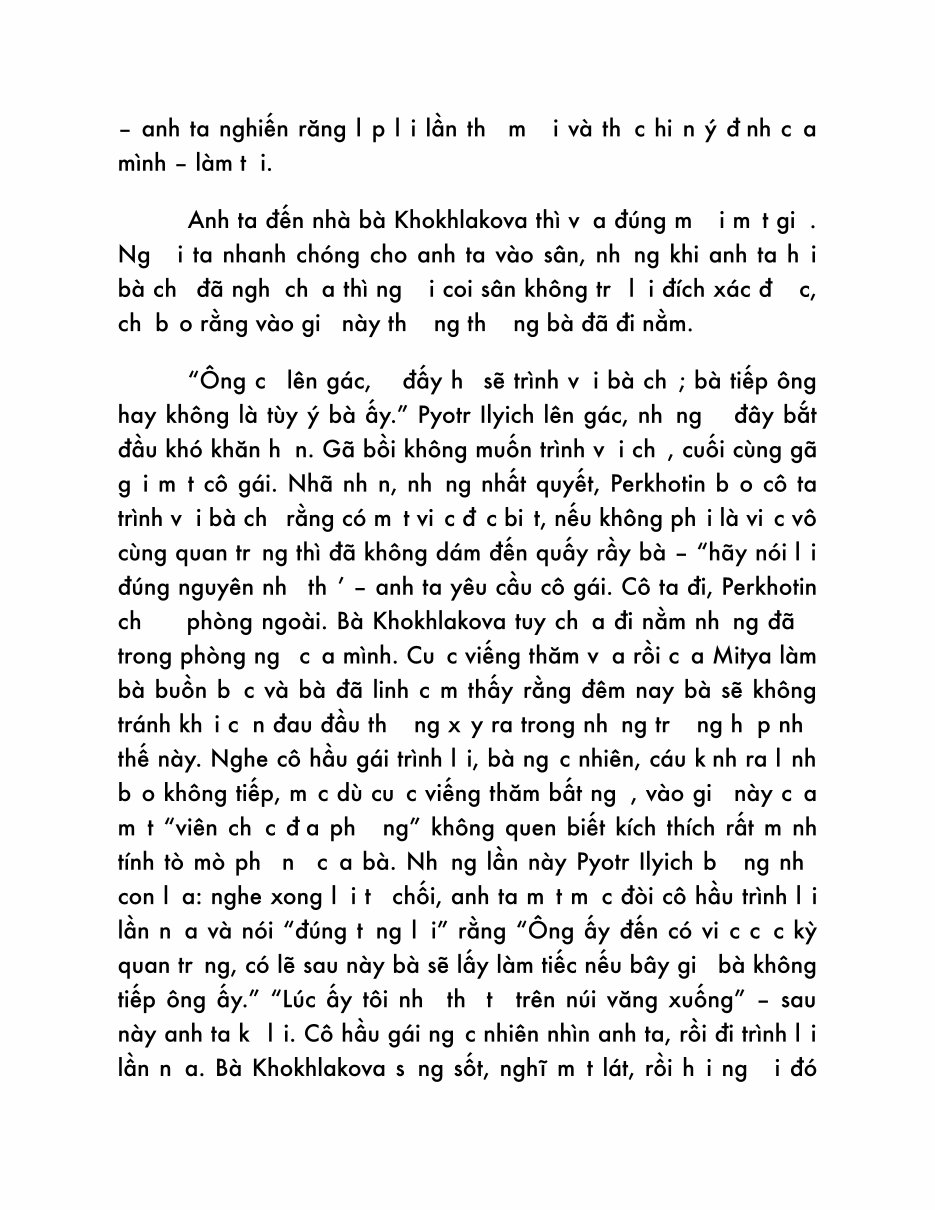 – anh ta nghiến răng l p l i lần th m i và th c hi n ý đ nh c a
mình – làm t i.
Anh ta đến nhà bà Khokhlakova thì v a đúng m i m t gi .
Ng i ta nhanh chóng cho anh ta vào sân, nh ng khi anh ta h i
bà ch đã ngh ch a thì ng i coi sân không tr l i đích xác đ c,
ch b o rằng vào gi này th ng th ng bà đã đi nằm.
“Ông c lên gác, đấy h sẽ trình v i bà ch ; bà tiếp ông
hay không là tùy ý bà ấy.” Pyotr Ilyich lên gác, nh ng đây bắt
đầu khó khăn h n. Gã bồi không muốn trình v i ch , cuối cùng gã
g i m t cô gái. Nhã nh n, nh ng nhất quyết, Perkhotin b o cô ta
trình v i bà ch rằng có m t vi c đ c bi t, nếu không ph i là vi c vô
cùng quan tr ng thì đã không dám đến quấy rầy bà – “hãy nói l i
đúng nguyên nh th ’ – anh ta yêu cầu cô gái. Cô ta đi, Perkhotin
ch phòng ngoài. Bà Khokhlakova tuy ch a đi nằm nh ng đã
trong phòng ng c a mình. Cu c viếng thăm v a rồi c a Mitya làm
bà buồn b c và bà đã linh c m thấy rằng đêm nay bà sẽ không
tránh kh i c n đau đầu th ng x y ra trong nh ng tr ng h p nh
thế này. Nghe cô hầu gái trình l i, bà ng c nhiên, cáu k nh ra l nh
b o không tiếp, m c dù cu c viếng thăm bất ng , vào gi này c a
m t “viên ch c đ a ph ng” không quen biết kích thích rất m nh
tính tò mò ph n c a bà. Nh ng lần này Pyotr Ilyich b ng nh
con l a: nghe xong l i t chối, anh ta m t m c đòi cô hầu trình l i
lần n a và nói “đúng t ng l i” rằng “Ông ấy đến có vi c c c kỳ
quan tr ng, có lẽ sau này bà sẽ lấy làm tiếc nếu bây gi bà không
tiếp ông ấy.” “Lúc ấy tôi nh th t trên núi văng xuống” – sau
này anh ta k l i. Cô hầu gái ng c nhiên nhìn anh ta, rồi đi trình l i
lần n a. Bà Khokhlakova s ng sốt, nghĩ m t lát, rồi h i ng i đó